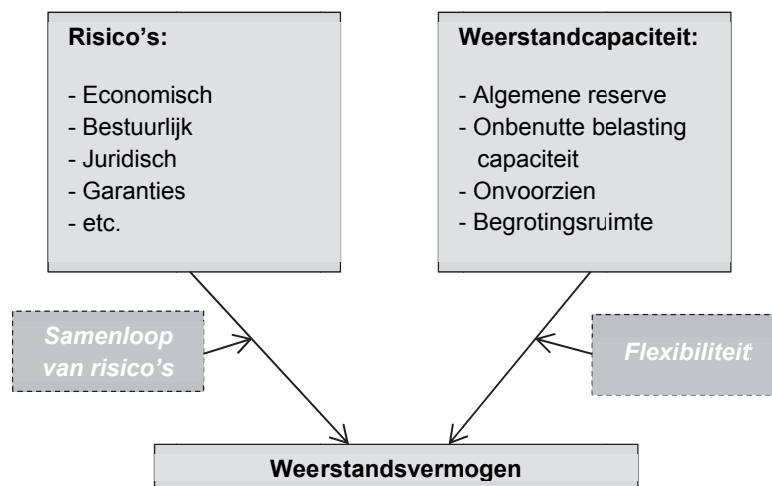 Risico's:
- Economisch
- Bestuurlijk
- Juridisch
- Garanties
- etc.
Weerstandcapaciteit:
- Algemene reserve
- Onbenutte belasting
capaciteit
- Onvoorzien
- Begrotingsruimte
Samenloop
van risico's
Flexibiliteit
Weerstandsvermogen